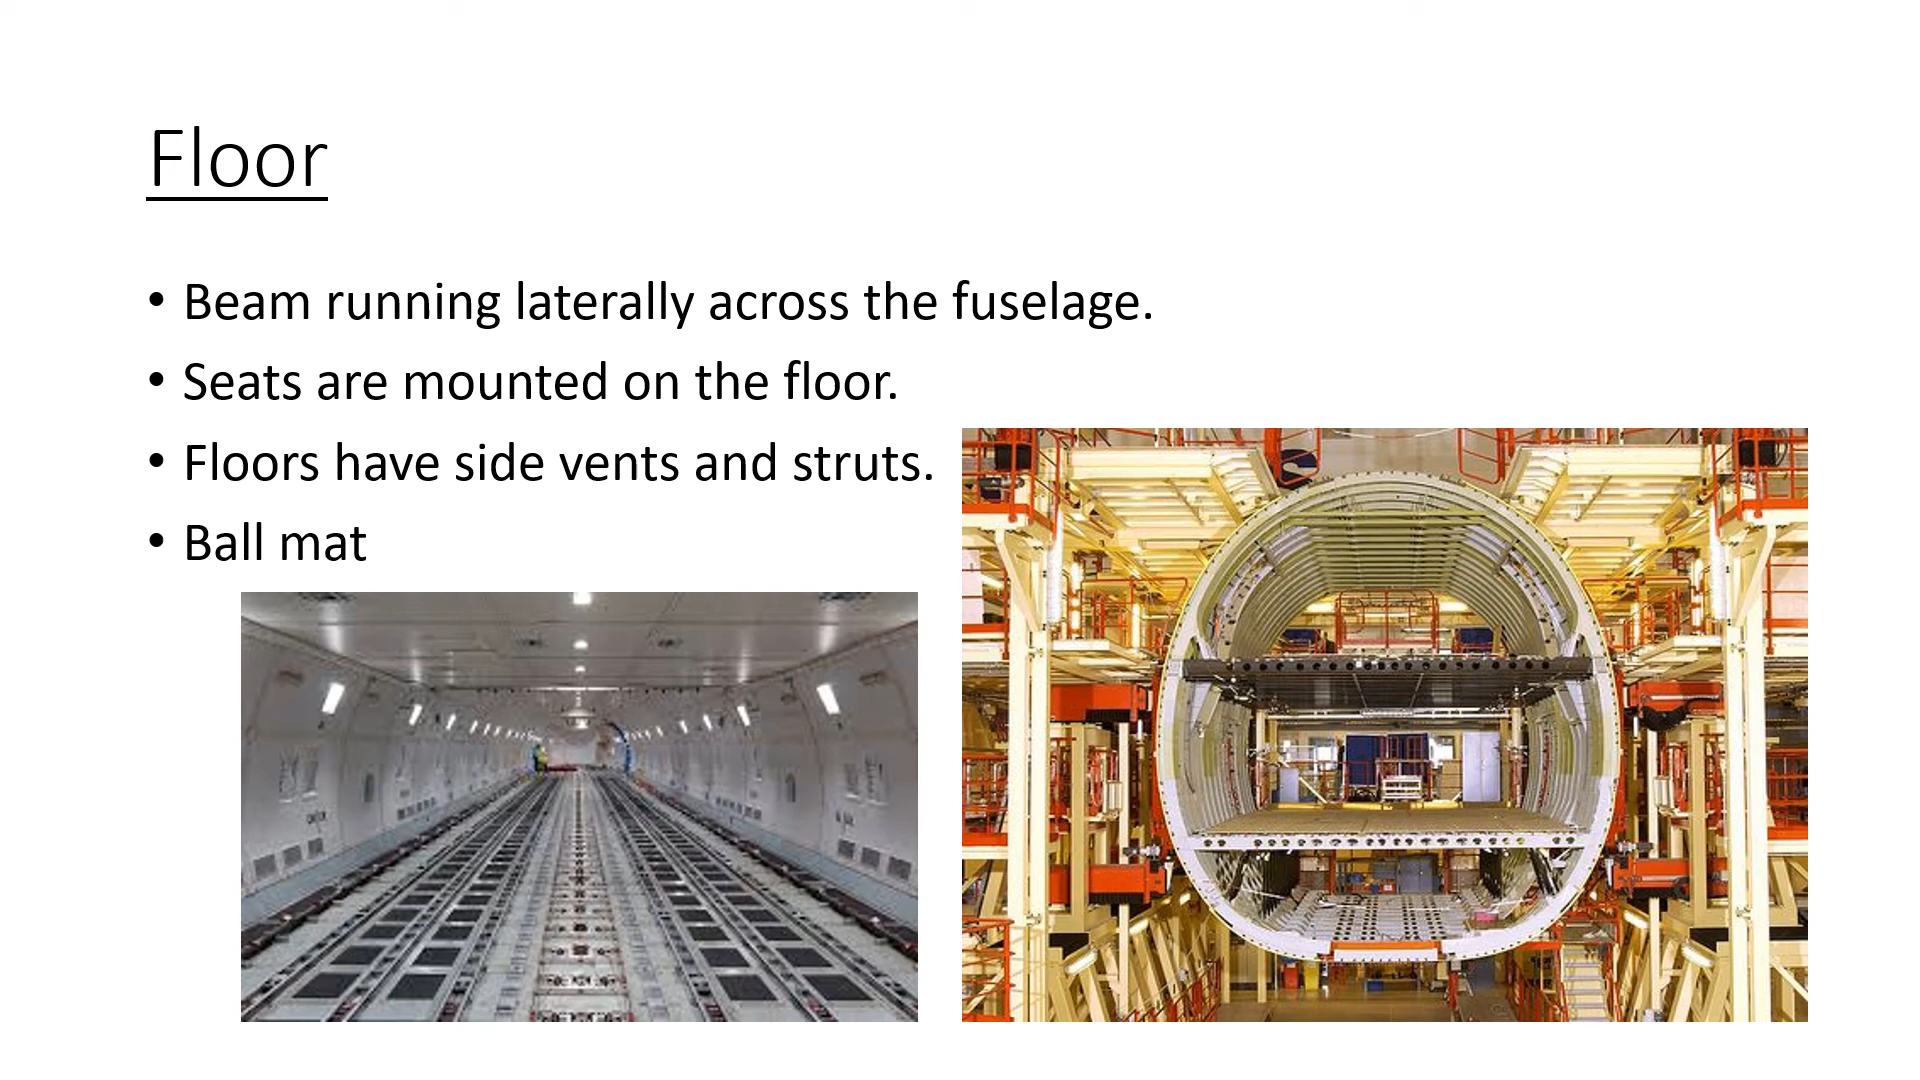 Floor
• Beam running laterally across the fuselage.
• Seats are mounted on the floor.
• Floors have side vents and struts.
• Ball mat